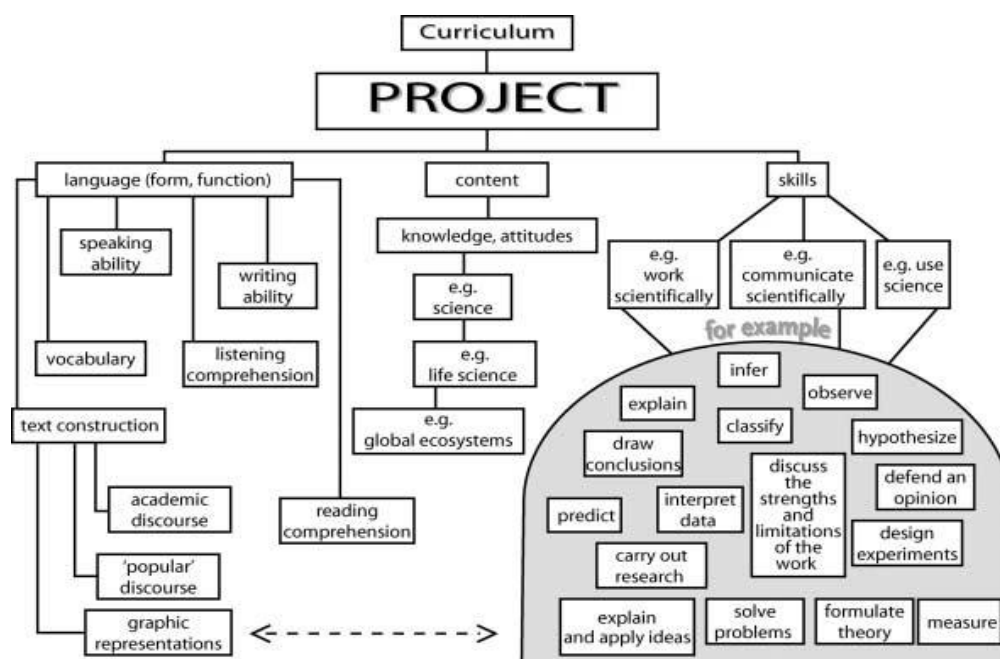 Curriculum
PROJECT
language (form, function)
content
skills
speaking
ability
writing
ability
vocabulary
listening
comprehension
text construction
academic
discourse
'popular'
discourse
graphic
representations
reading
comprehension
knowledge, attitudes
e.g.
science
e.g.
life science
e.g.
global ecosystems
e.g.
work
scientifically
e.g.
communicate
scientifically
e.g. use
science
for example
infer
observe
explain
classify
hypothesize
draw
conclusions
discuss
the
strengths
and
limitations
of the
work
defend an
opinion
predict
interpret
data
design
experiments
carry out
research
explain
and apply ideas
solve
problems
formulate
theory
measure